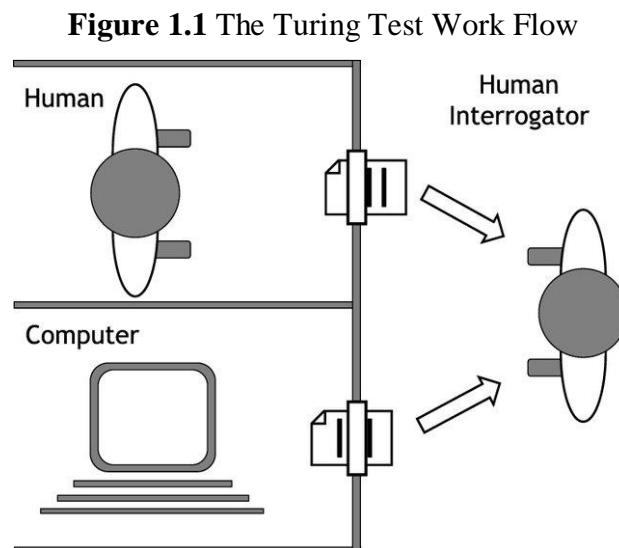 Figure 1.1 The Turing Test Work Flow
Human
Human
Interrogator
Computer